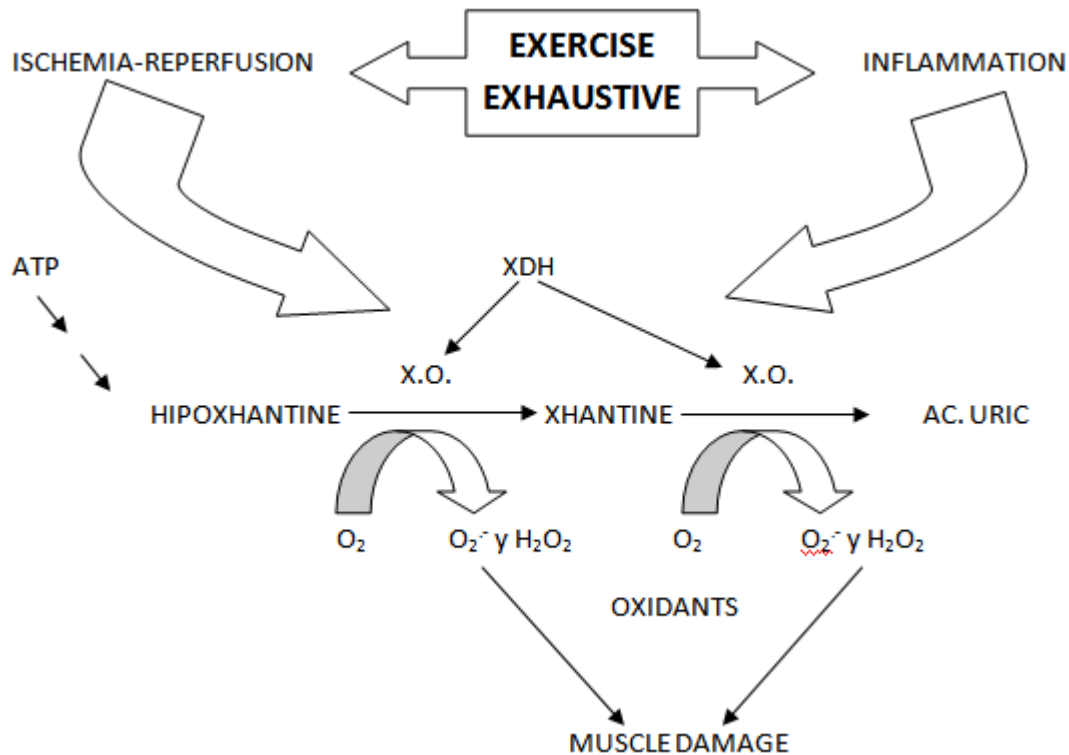 EXERCISE
EXHAUSTIVE
ISCHEMIA-REPERFUSION
INFLAMMATION
ATP
XDH
X.O.
X.O.
HIPOXHANTINE
XHANTINE
AC. URIC
O₂
O₂·⁻ y H₂O₂
O₂
O₂·⁻ y H₂O₂
OXIDANTS
MUSCLE DAMAGE